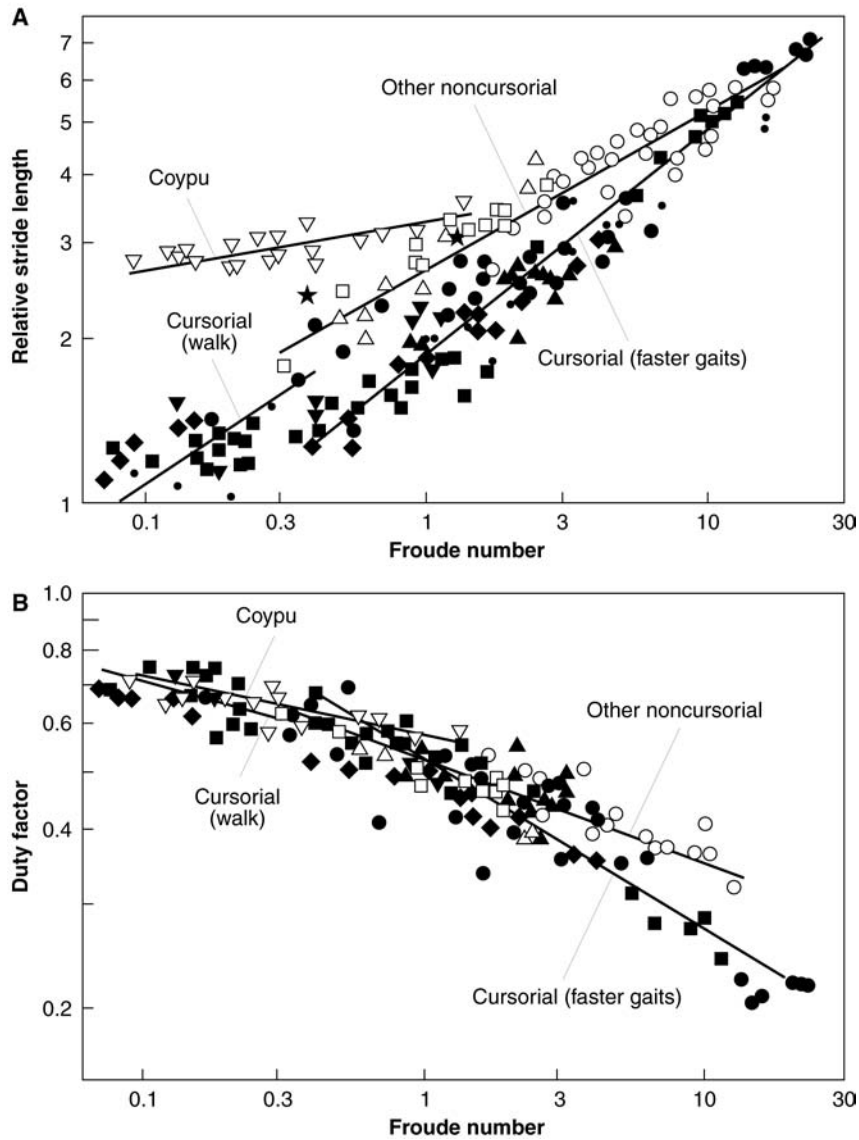 A
7
6
5
4
3
2
1
Relative stride length
Coypu
Other noncursorial
Cursorial
(walk)
Cursorial (faster gaits)
0.1
0.3
1
3
10
30
Froude number
B
1.0
0.8
0.6
0.4
0.2
Duty factor
Coypu
Cursorial
(walk)
Other noncursorial
Cursorial (faster gaits)
0.1
0.3
1
3
10
30
Froude number